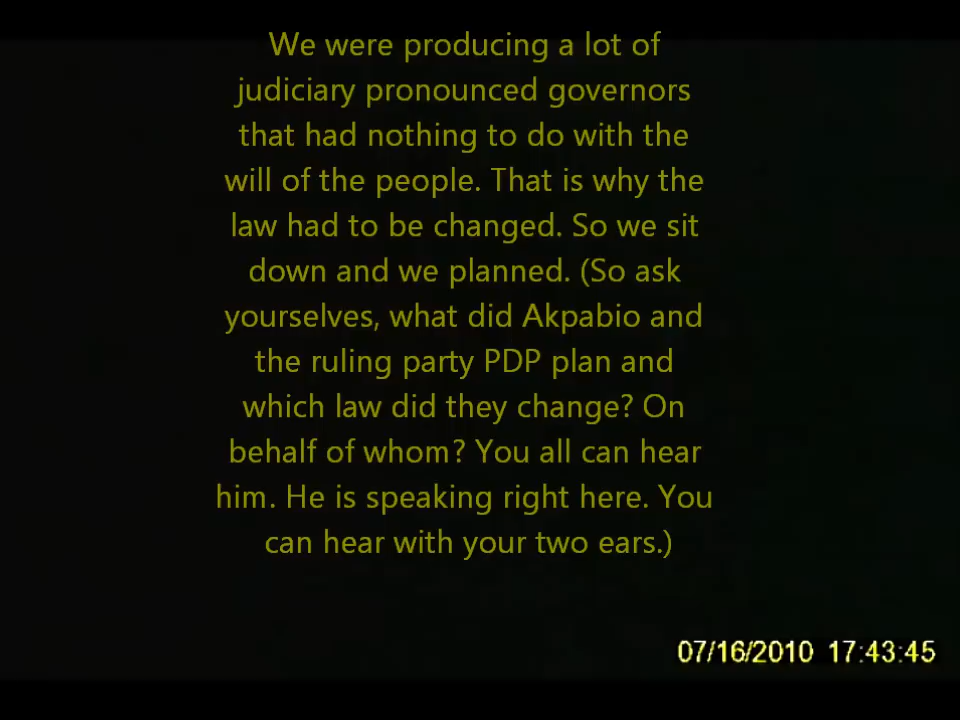 We were producing a lot of
judiciary pronounced governors
that had nothing to do with the
will of the people. That is why the
law had to be changed. So we sit
down and we planned. (So ask
yourselves, what did Akpabio and
the ruling party PDP plan and
which law did they change? On
behalf of whom? You all can hear
him. He is speaking right here. You
can hear with your two ears.)
07/16/2010 17:43:45